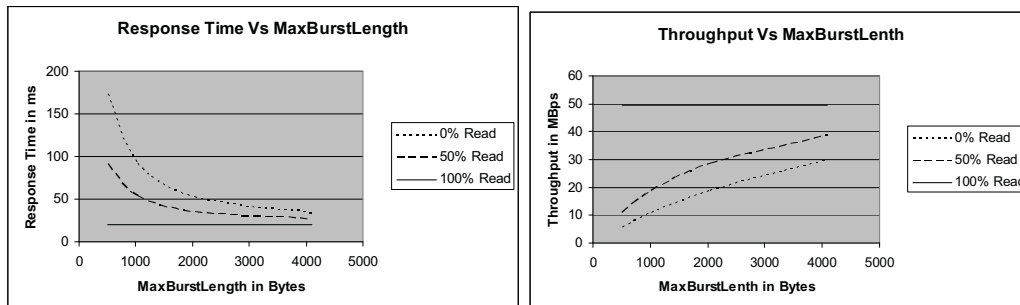 Response Time Vs MaxBurstLength
Response Time in ms
200
150
100
50
0
0 1000 2000 3000 4000 5000
MaxBurstLength in Bytes
0% Read
50% Read
100% Read
Throughput Vs MaxBurstLenth
Throughput in MBps
60
50
40
30
20
10
0
0 1000 2000 3000 4000 5000
MaxBurstLenth in Bytes
0% Read
50% Read
100% Read